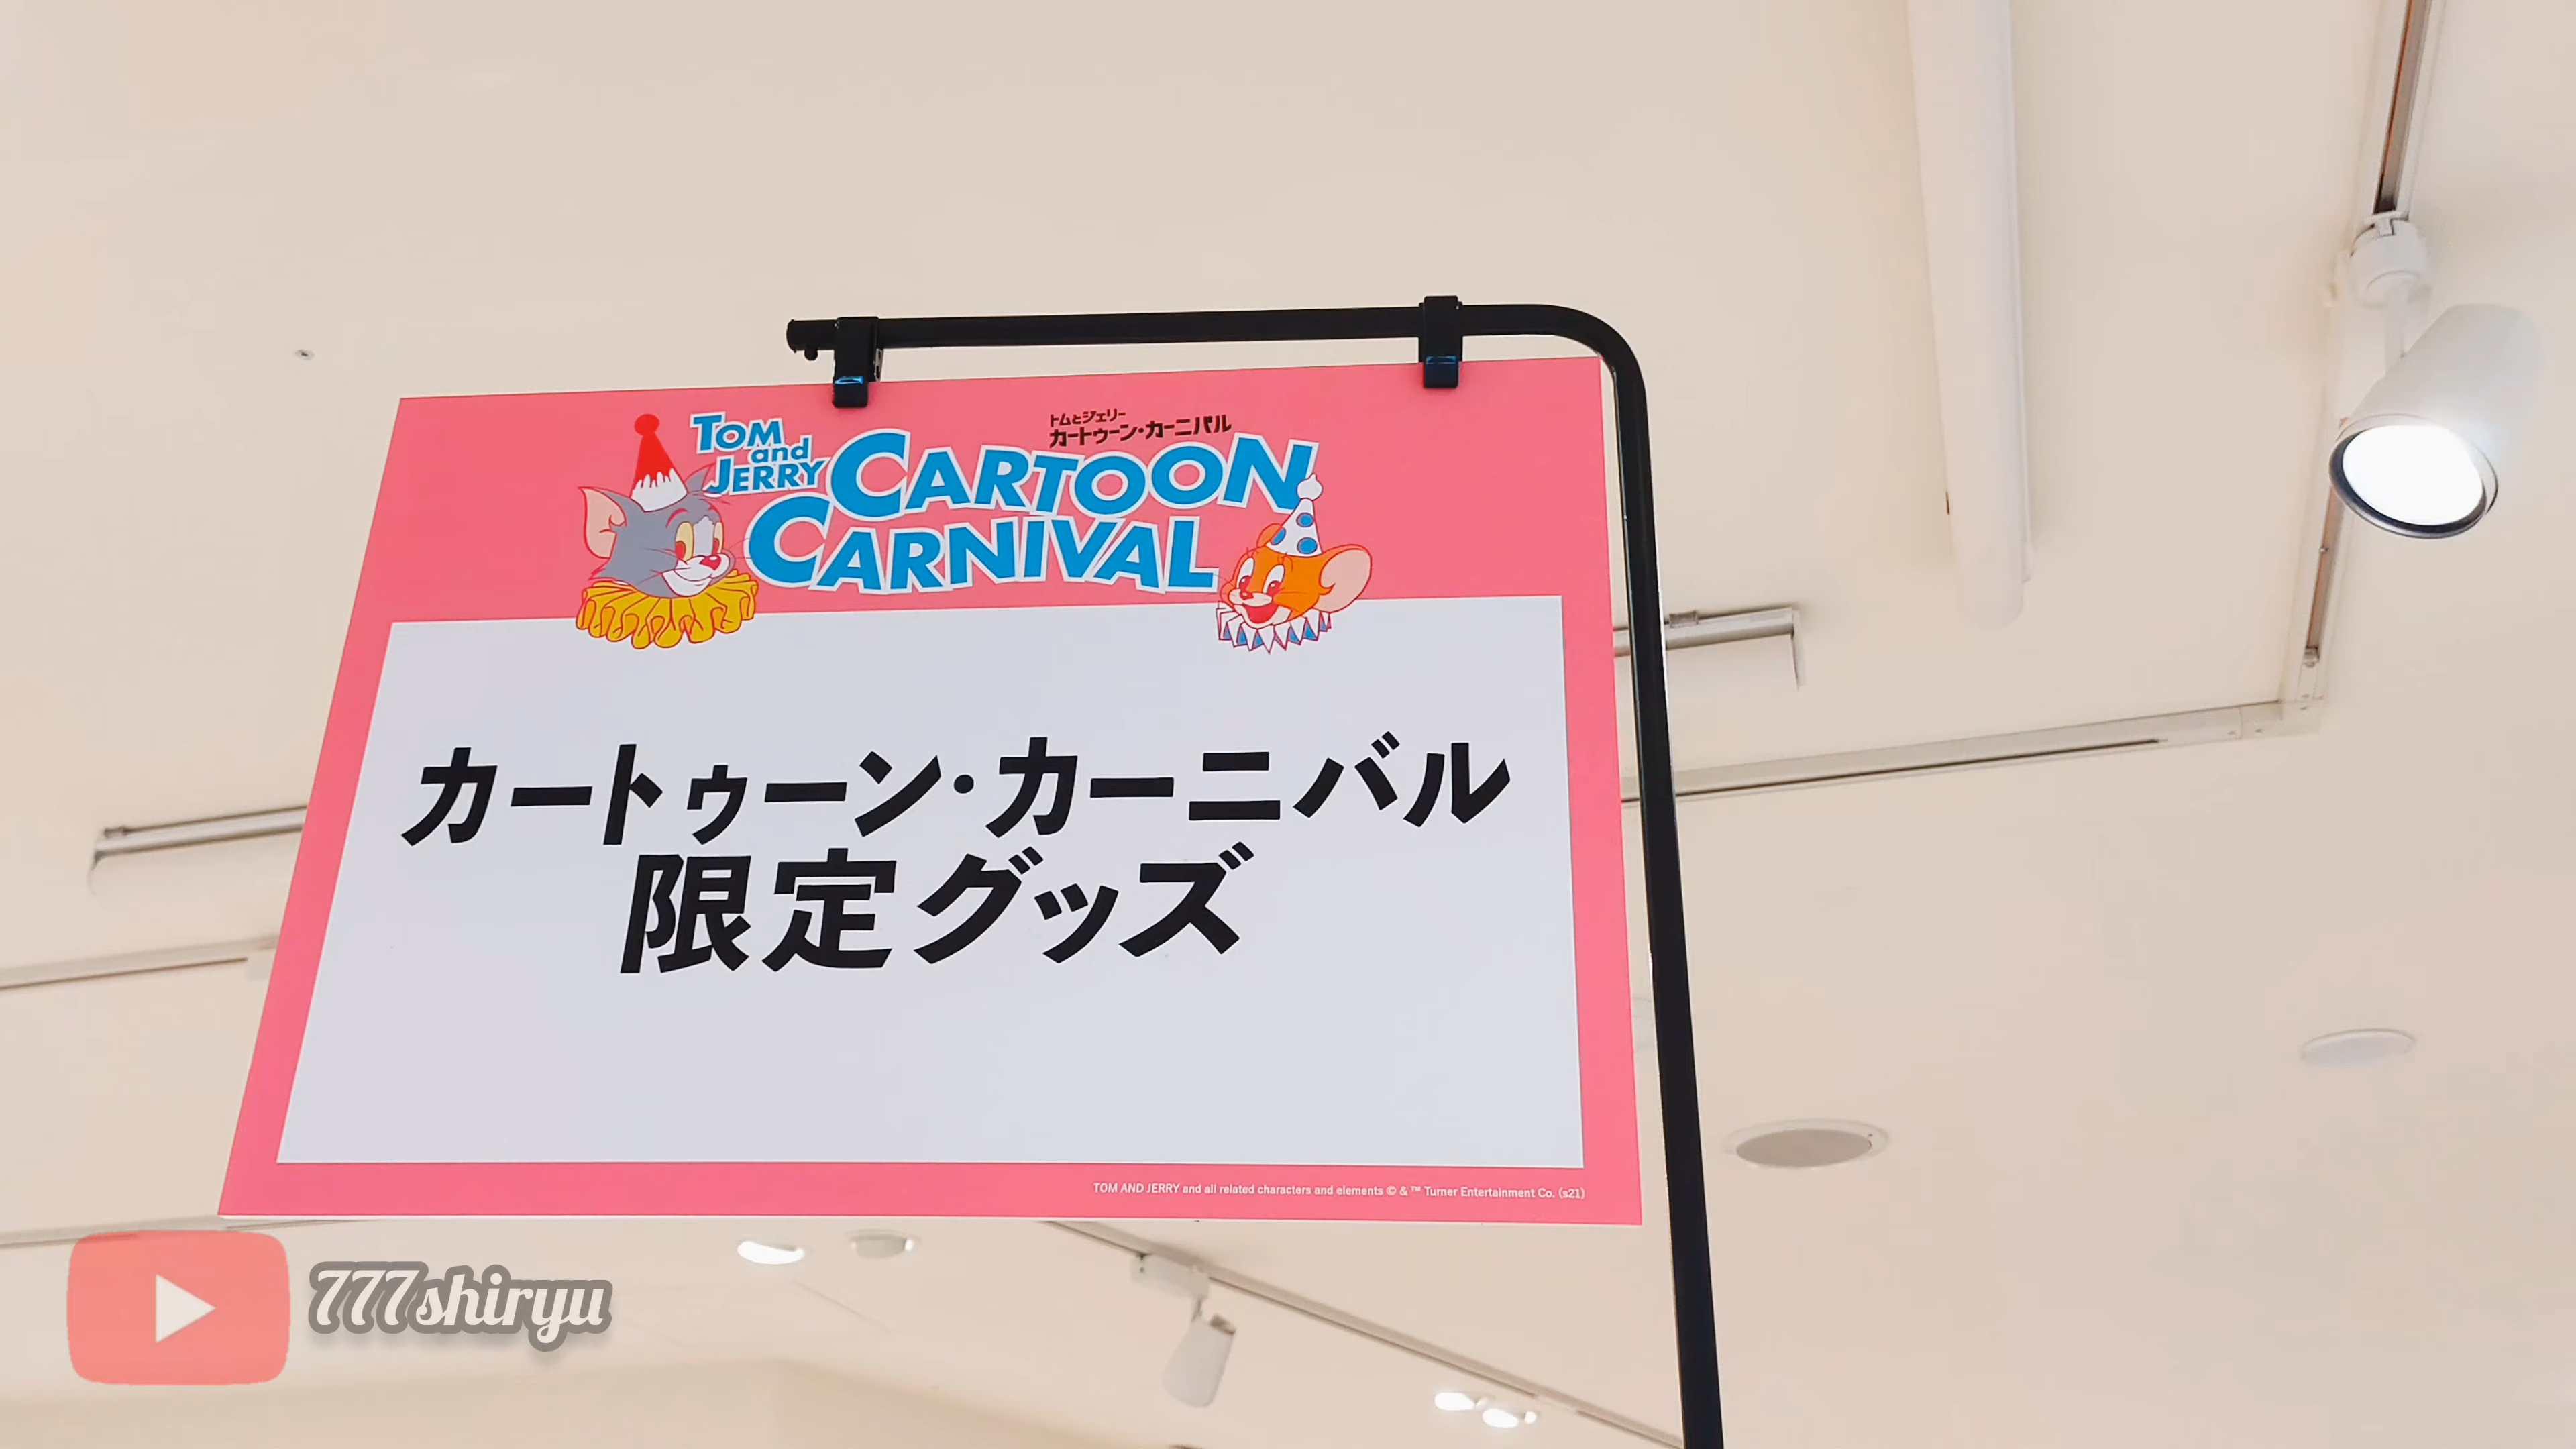 トムとジェリー
カートゥーン・カーニバル
TOM and JERRY CARTOON CARNIVAL
カートゥーン・カーニバル
限定グッズ
TOM AND JERRY and all related characters and elements © & ™ Turner Entertainment Co. (s21)
777shiryu